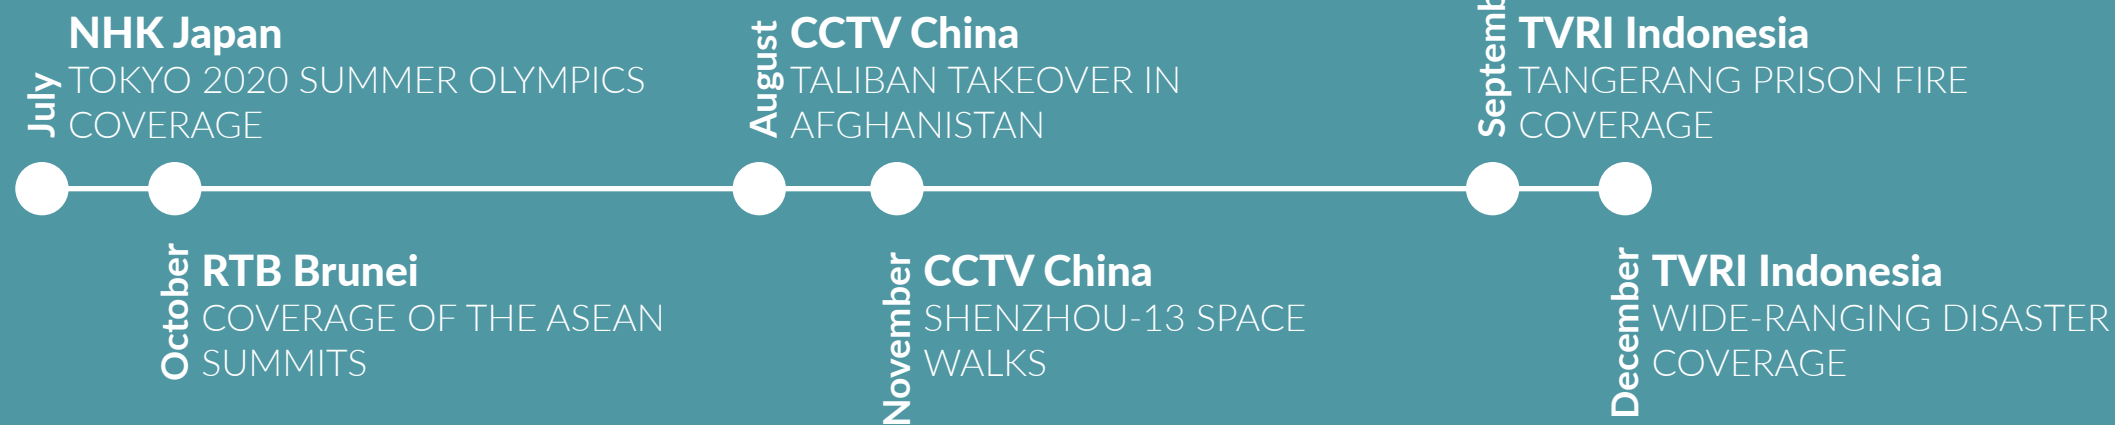 July
NHK Japan
TOKYO 2020 SUMMER OLYMPICS
COVERAGE
August
CCTV China
TALIBAN TAKEOVER IN
AFGHANISTAN
Septemb
TVRI Indonesia
TANGERANG PRISON FIRE
COVERAGE
October
RTB Brunei
COVERAGE OF THE ASEAN
SUMMITS
November
CCTV China
SHENZHOU-13 SPACE
WALKS
December
TVRI Indonesia
WIDE-RANGING DISASTER
COVERAGE